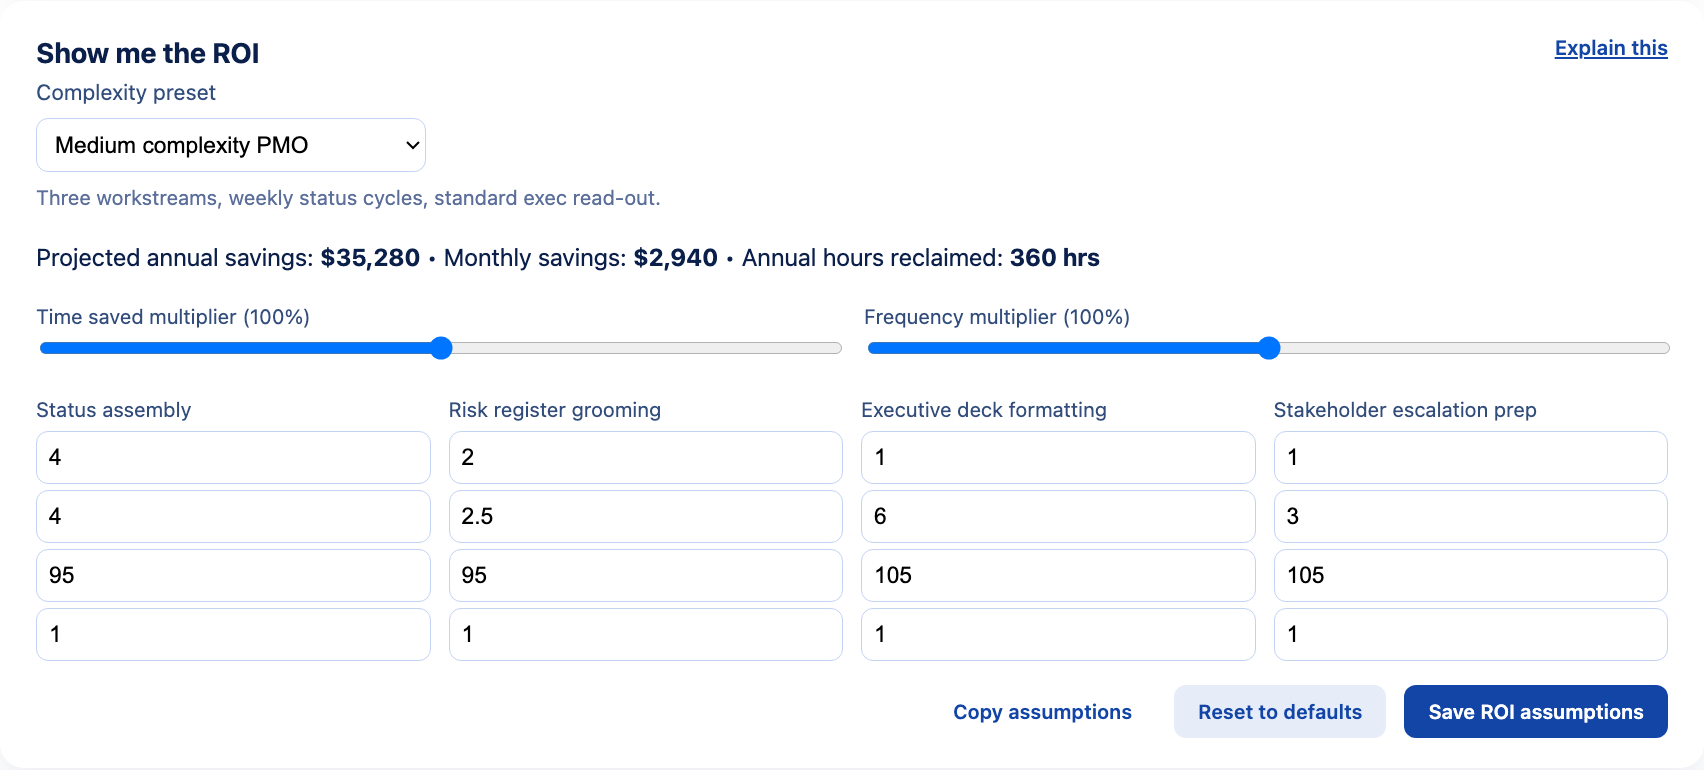 Show me the ROI
Explain this
Complexity preset
Medium complexity PMO
Three workstreams, weekly status cycles, standard exec read-out.
Projected annual savings: $35,280 • Monthly savings: $2,940 • Annual hours reclaimed: 360 hrs
Time saved multiplier (100%)
Frequency multiplier (100%)
Status assembly
Risk register grooming
Executive deck formatting
Stakeholder escalation prep
4
2
1
1
4
2.5
6
3
95
95
105
105
1
1
1
1
Copy assumptions
Reset to defaults
Save ROI assumptions